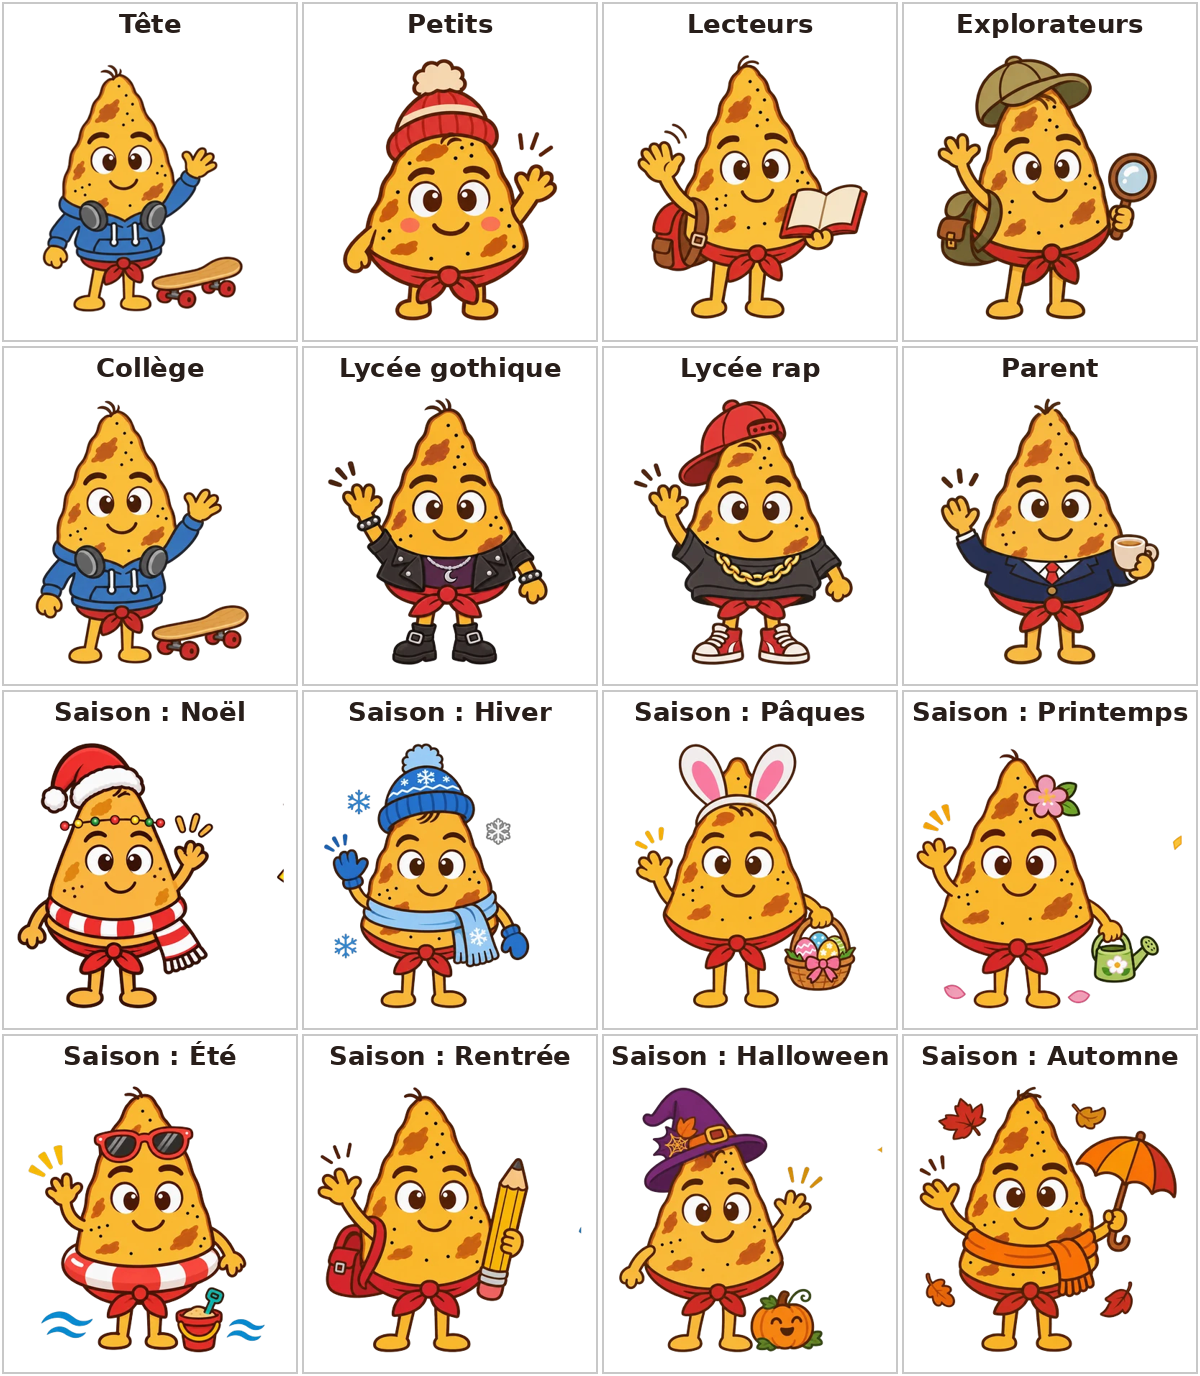 Tête
Petits
Lecteurs
Explorateurs
Collège
Lycée gothique
Lycée rap
Parent
Saison : Noël
Saison : Hiver
Saison : Pâques
Saison : Printemps
Saison : Été
Saison : Rentrée
Saison : Halloween
Saison : Automne